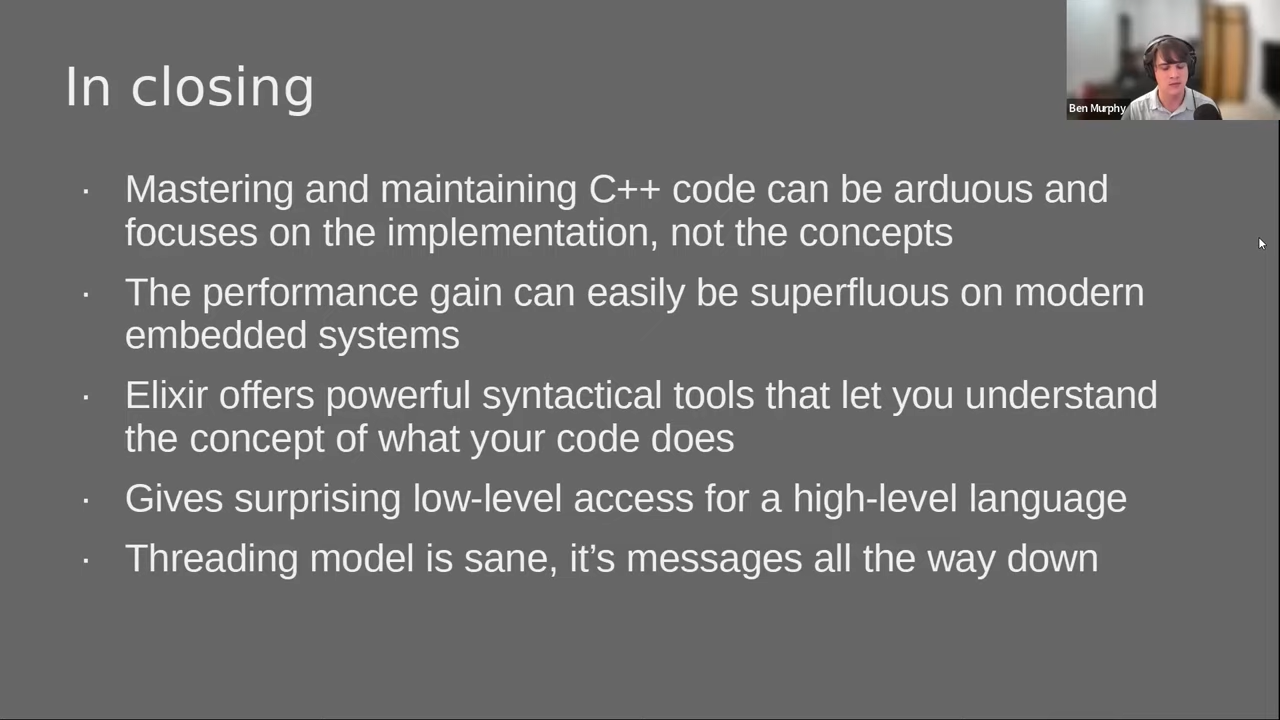 In closing
Ben Murphy
· Mastering and maintaining C++ code can be arduous and
focuses on the implementation, not the concepts
· The performance gain can easily be superfluous on modern
embedded systems
· Elixir offers powerful syntactical tools that let you understand
the concept of what your code does
· Gives surprising low-level access for a high-level language
· Threading model is sane, it’s messages all the way down